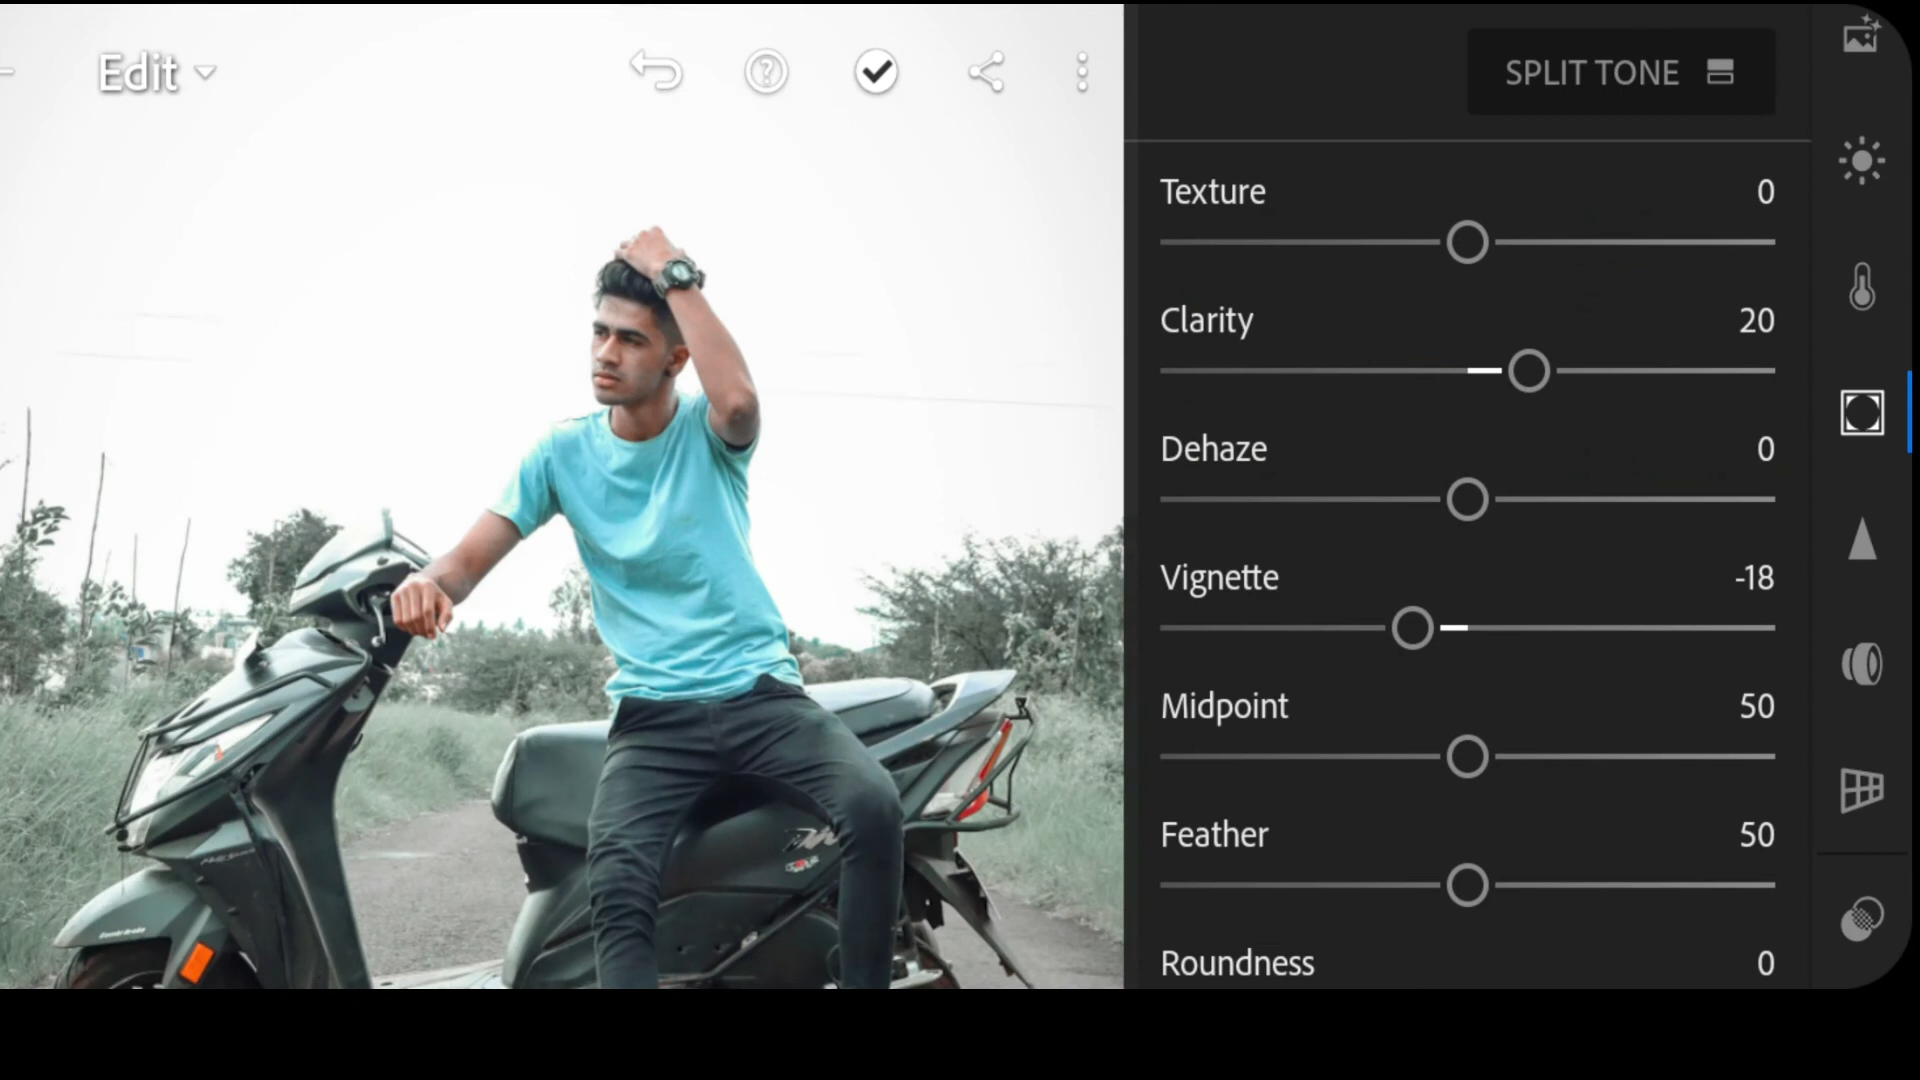 Edit
SPLIT TONE
Texture 0
Clarity 20
Dehaze 0
Vignette -18
Midpoint 50
Feather 50
Roundness 0